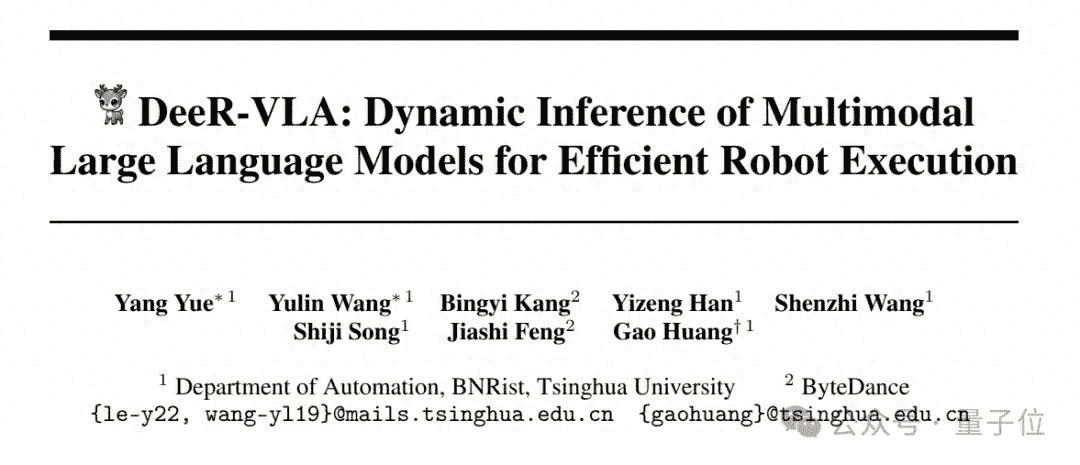 DeeR-VLA: Dynamic Inference of Multimodal
Large Language Models for Efficient Robot Execution
Yang Yue* 1 Yulin Wang* 1 Bingyi Kang2 Yizeng Han1 Shenzhi Wang1
Shiji Song1 Jiashi Feng2 Gao Huang† 1
1 Department of Automation, BNRist, Tsinghua University 2 ByteDance
{le-y22, wang-yl19}@mails.tsinghua.edu.cn {gaohuang}@tsinghua.edu.cn
公众号 · 量子位